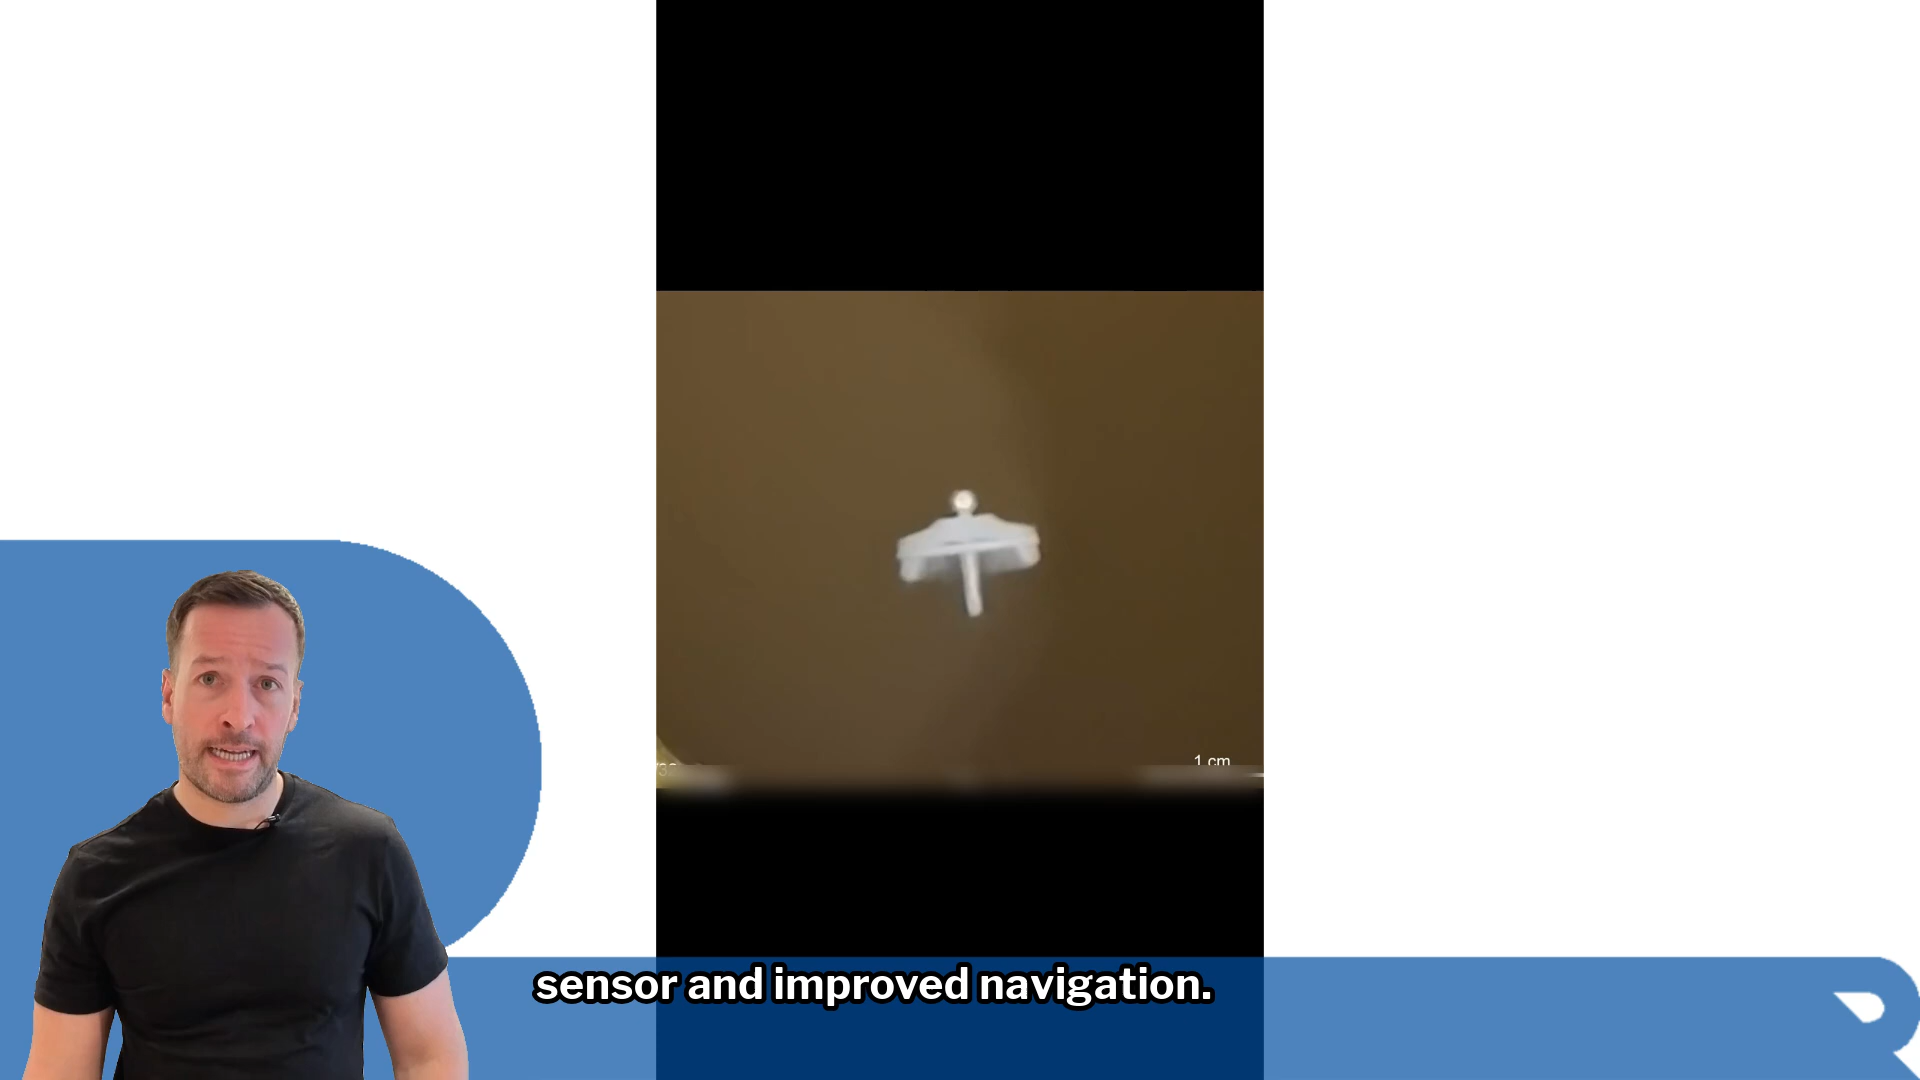 1 cm
sensor and improved navigation.